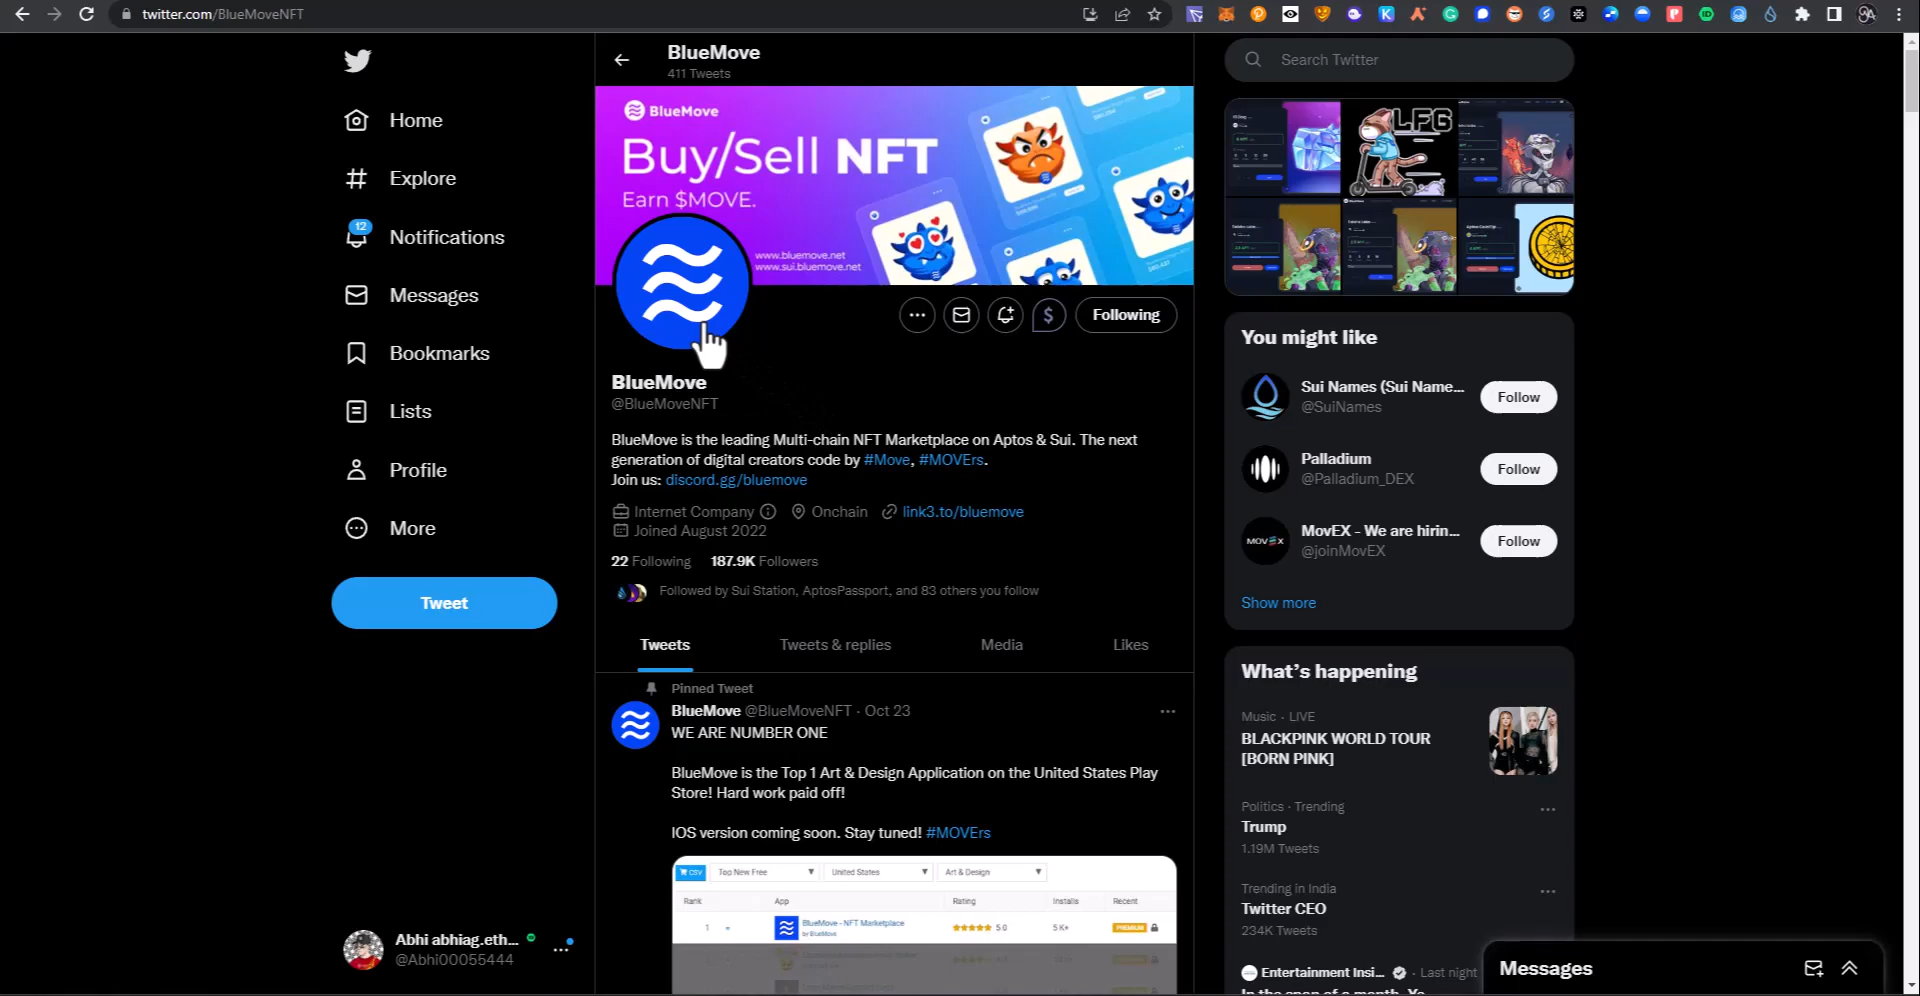 twitter.com/BlueMoveNFT
BlueMove
411 Tweets
Search Twitter
Home
Explore
12
Notifications
Messages
Bookmarks
Lists
Profile
More
Tweet
BlueMove
Buy/Sell NFT
Earn $MOVE.
www.bluemove.net
www.sui.bluemove.net
LFG
Following
BlueMove
@BlueMoveNFT
BlueMove is the leading Multi-chain NFT Marketplace on Aptos & Sui. The next
generation of digital creators code by #Move, #MOVErs.
Join us: discord.gg/bluemove
Internet Company Onchain link3.to/bluemove
Joined August 2022
22 Following 187.9K Followers
Followed by Sui Station, AptosPassport, and 83 others you follow
Tweets Tweets & replies Media Likes
Pinned Tweet
BlueMove @BlueMoveNFT · Oct 23
WE ARE NUMBER ONE
BlueMove is the Top 1 Art & Design Application on the United States Play
Store! Hard work paid off!
IOS version coming soon. Stay tuned! #MOVErs
CSV Top New Free United States Art & Design
Rank App Rating Installs Recent
1 BlueMove - NFT Marketplace 5.0 5 K+ PREMIUM
by BlueMove
You might like
Sui Names (Sui Name...
@SuiNames
Follow
Palladium
@Palladium_DEX
Follow
MOVEX
MovEX - We are hirin...
@joinMovEX
Follow
Show more
What's happening
Music · LIVE
BLACKPINK WORLD TOUR
[BORN PINK]
Politics · Trending
Trump
1.19M Tweets
Trending in India
Twitter CEO
234K Tweets
Entertainment Insi... · Last night
Messages
Abhi abhiag.eth...
@Abhi00055444